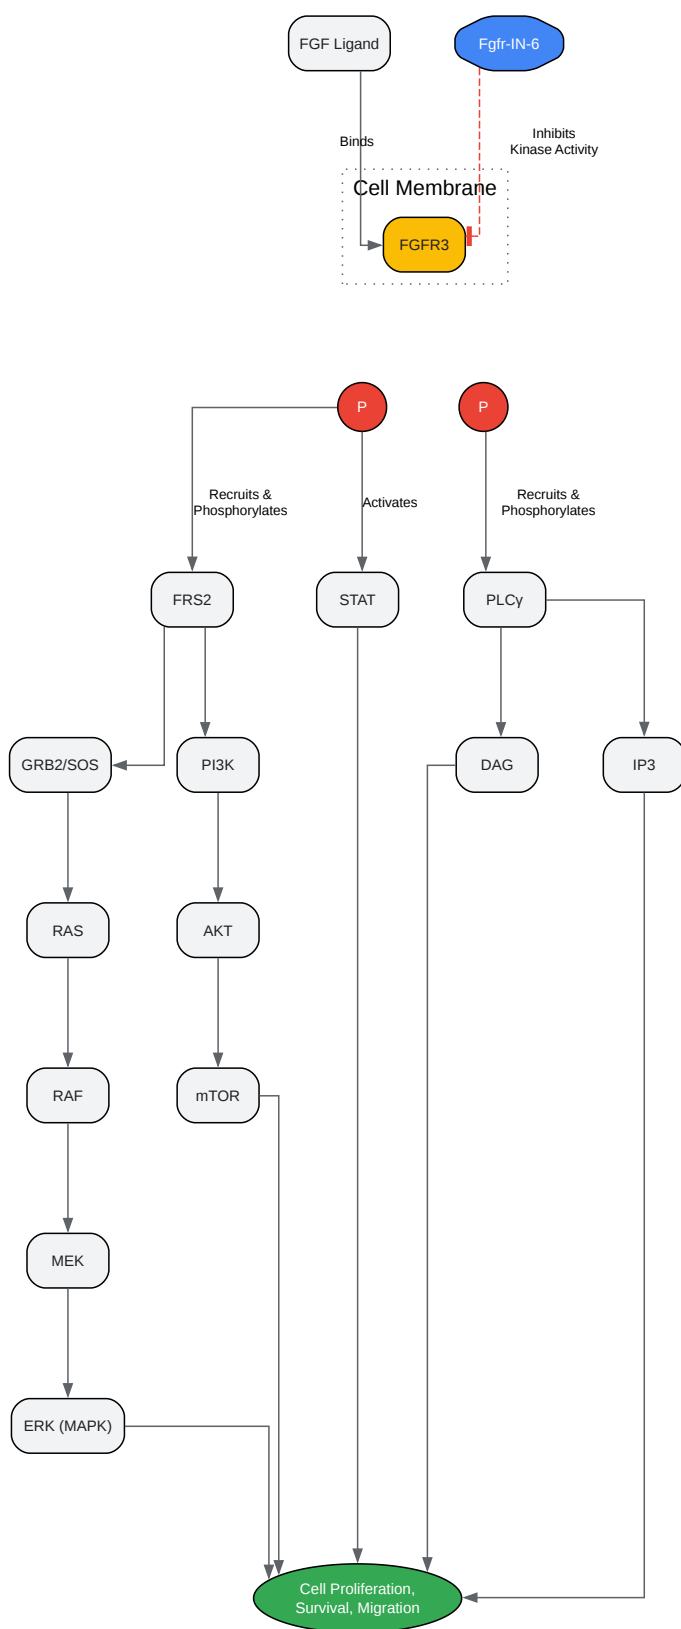 FGF Ligand
Fgfr-IN-6
Binds
Inhibits
Kinase Activity
Cell Membrane
FGFR3
P
P
Recruits &
Phosphorylates
Activates
Recruits &
Phosphorylates
FRS2
STAT
PLCγ
GRB2/SOS
PI3K
DAG
IP3
RAS
AKT
RAF
mTOR
MEK
ERK (MAPK)
Cell Proliferation,
Survival, Migration